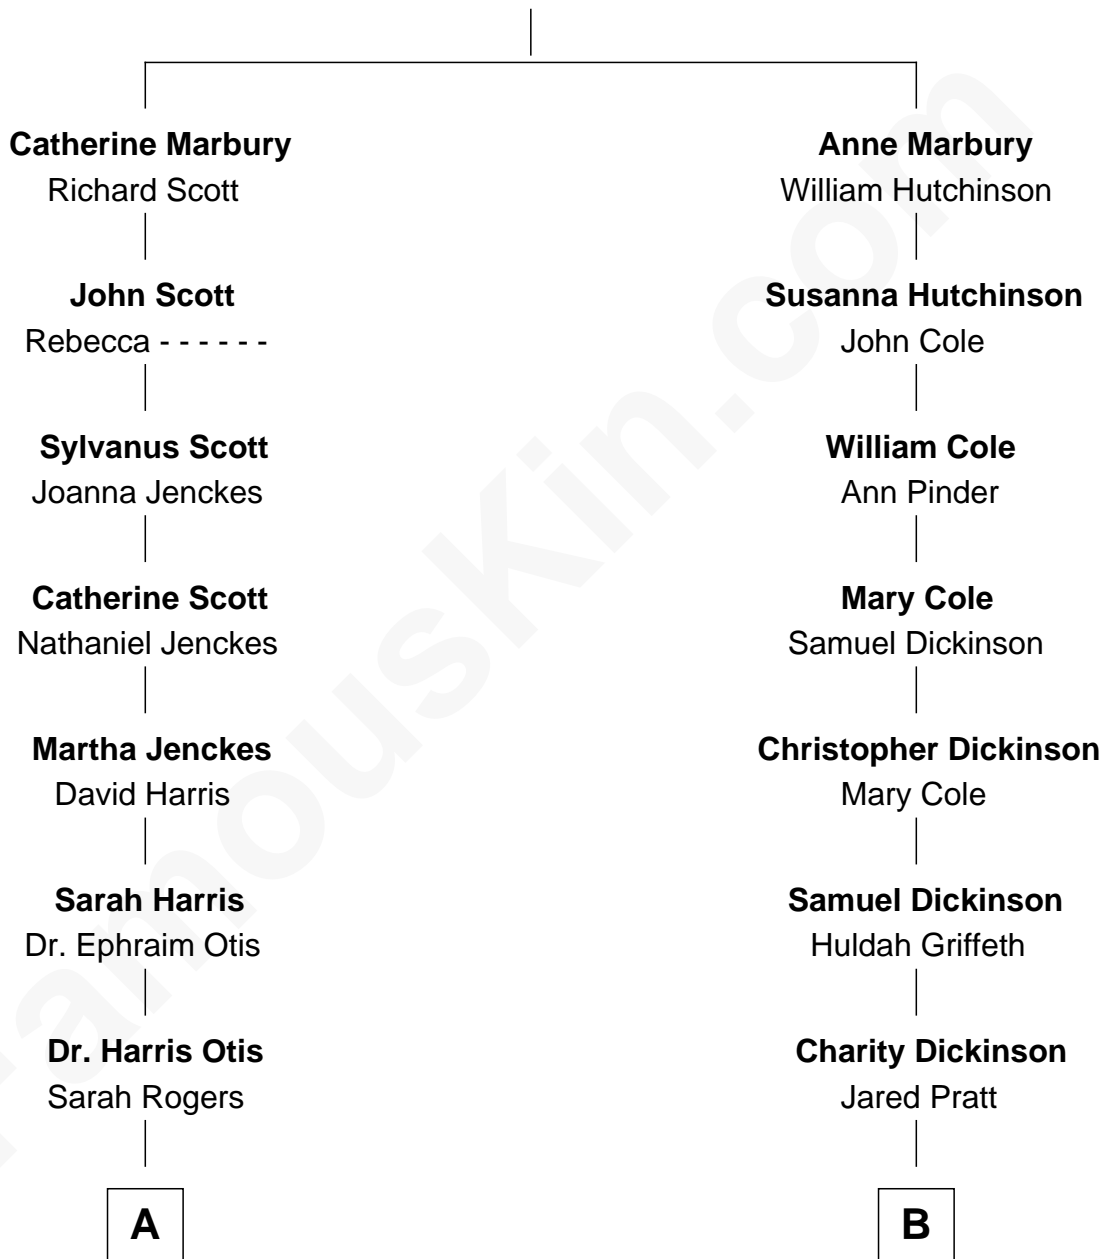 Catherine Marbury
Richard Scott
John Scott
Rebecca - - - - - -
Sylvanus Scott
Joanna Jenckes
Catherine Scott
Nathaniel Jenckes
Martha Jenckes
David Harris
Sarah Harris
Dr. Ephraim Otis
Dr. Harris Otis
Sarah Rogers
A
Anne Marbury
William Hutchinson
Susanna Hutchinson
John Cole
William Cole
Ann Pinder
Mary Cole
Samuel Dickinson
Christopher Dickinson
Mary Cole
Samuel Dickinson
Huldah Griffeth
Charity Dickinson
Jared Pratt
B
FamousKin.com